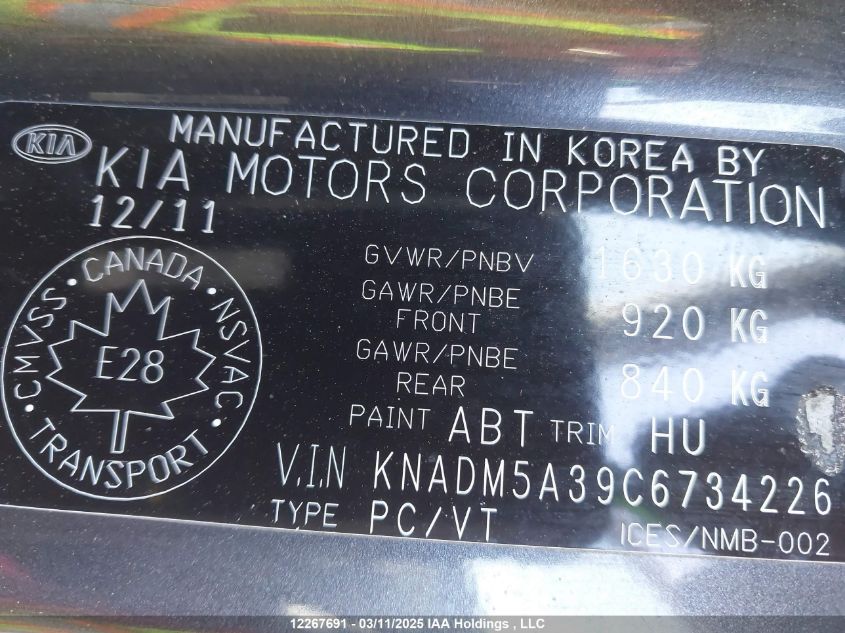 KIA
MANUFACTURED IN KOREA BY
KIA MOTORS CORPORATION
12/11
GVWR/PNBV 1630 KG
GAWR/PNBE FRONT 920 KG
GAWR/PNBE REAR 840 KG
PAINT ABT TRIM HU
V.I.N KNADM5A39C6734226
TYPE PC/VT
ICES/NMB-002
CANADA
CMVSS · NSVAC
E28
TRANSPORT
12267691 - 03/11/2025 IAA Holdings , LLC